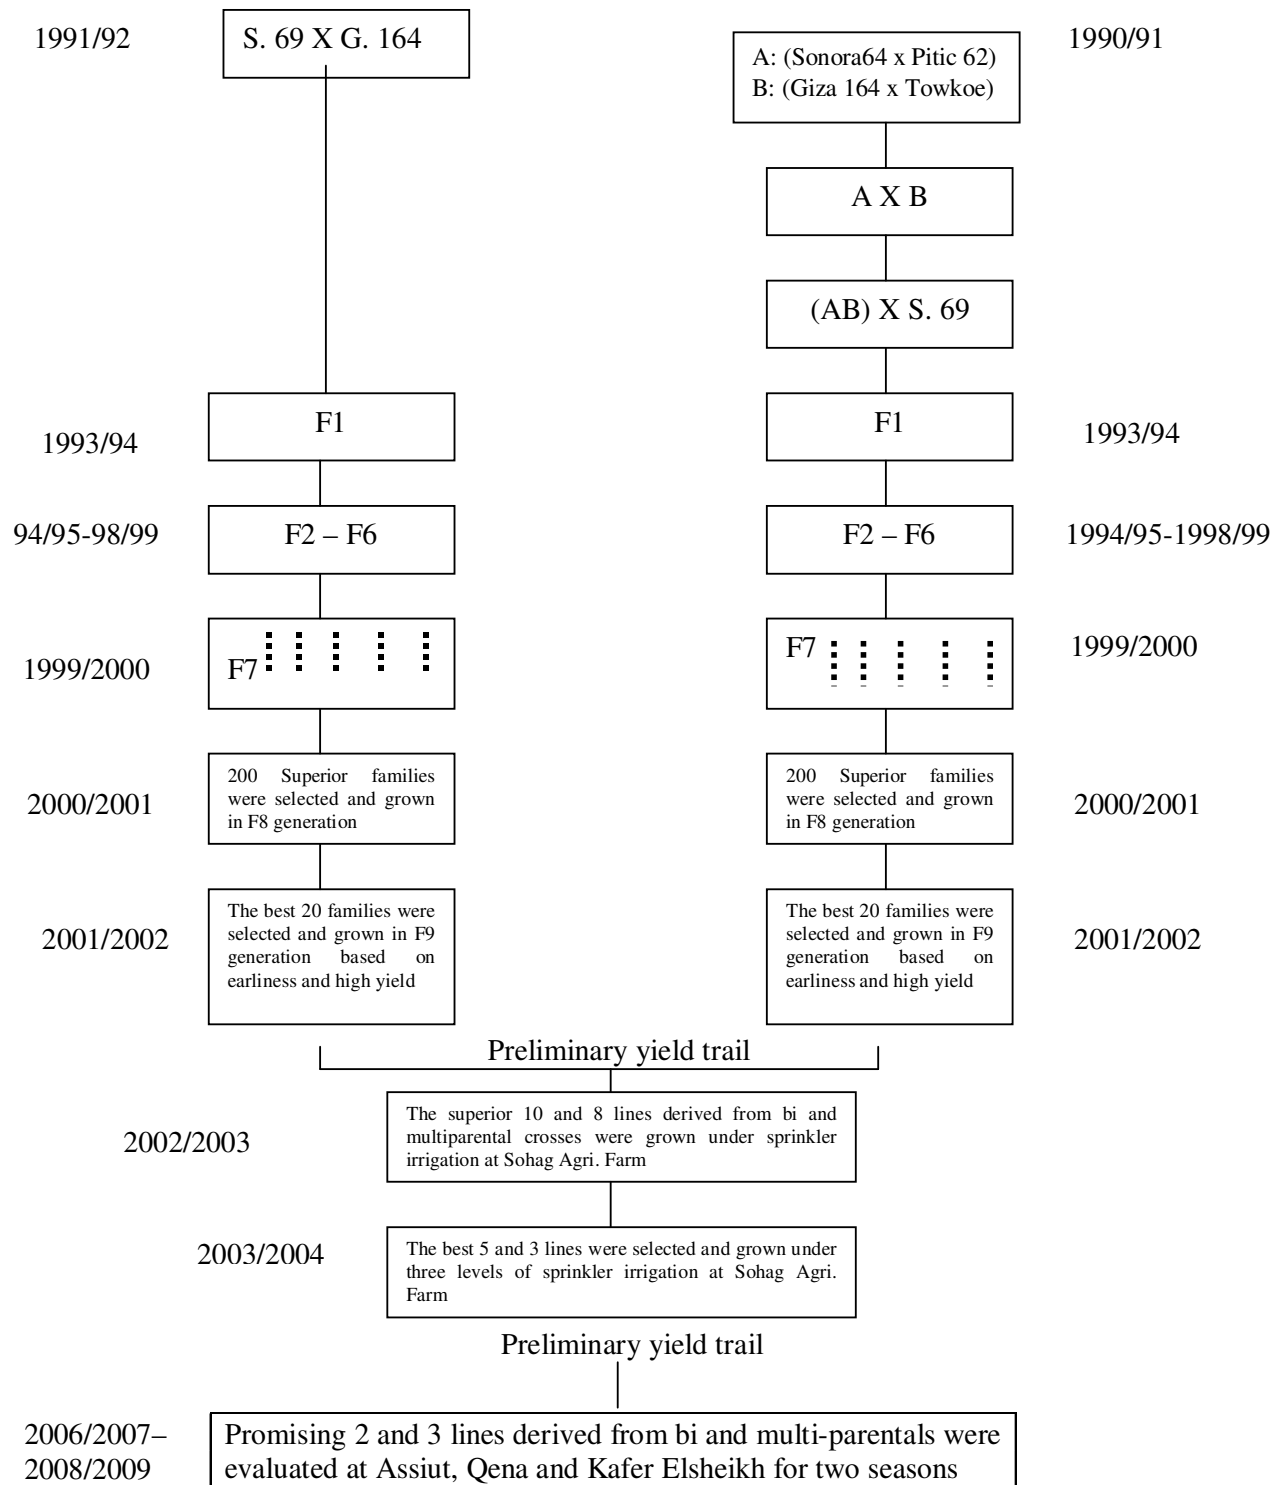 1991/92
S. 69 X G. 164
1990/91
A: (Sonora64 x Pitic 62)
B: (Giza 164 x Towkoe)
A X B
(AB) X S. 69
1993/94
F1
F1
1993/94
94/95-98/99
F2 – F6
F2 – F6
1994/95-1998/99
1999/2000
F7
F7
1999/2000
2000/2001
200 Superior families
were selected and grown
in F8 generation
200 Superior families
were selected and grown
in F8 generation
2000/2001
2001/2002
The best 20 families were
selected and grown in F9
generation based on
earliness and high yield
The best 20 families were
selected and grown in F9
generation based on
earliness and high yield
2001/2002
Preliminary yield trail
2002/2003
The superior 10 and 8 lines derived from bi and
multiparental crosses were grown under sprinkler
irrigation at Sohag Agri. Farm
2003/2004
The best 5 and 3 lines were selected and grown under
three levels of sprinkler irrigation at Sohag Agri.
Farm
Preliminary yield trail
2006/2007–
2008/2009
Promising 2 and 3 lines derived from bi and multi-parentals were
evaluated at Assiut, Qena and Kafer Elsheikh for two seasons